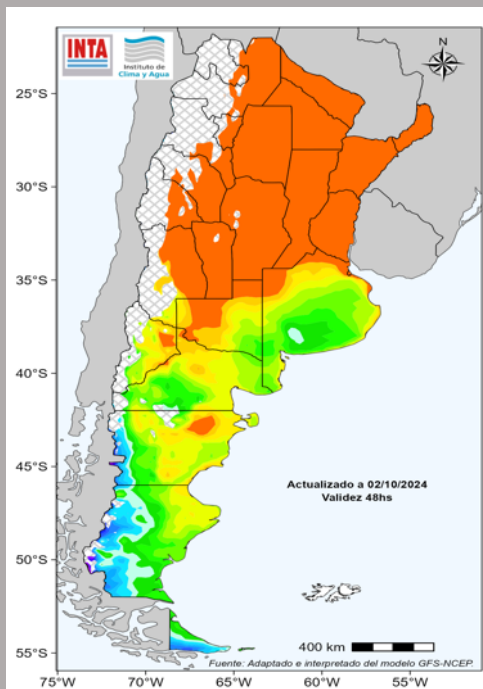 INTA
Instituto de
Clima y Agua
N
25°S
30°S
35°S
40°S
45°S
50°S
55°S
Actualizado a 02/10/2024
Validez 48hs
400 km
Fuente: Adaptado e interpretado del modelo GFS-NCEP.
75°W
70°W
65°W
60°W
55°W